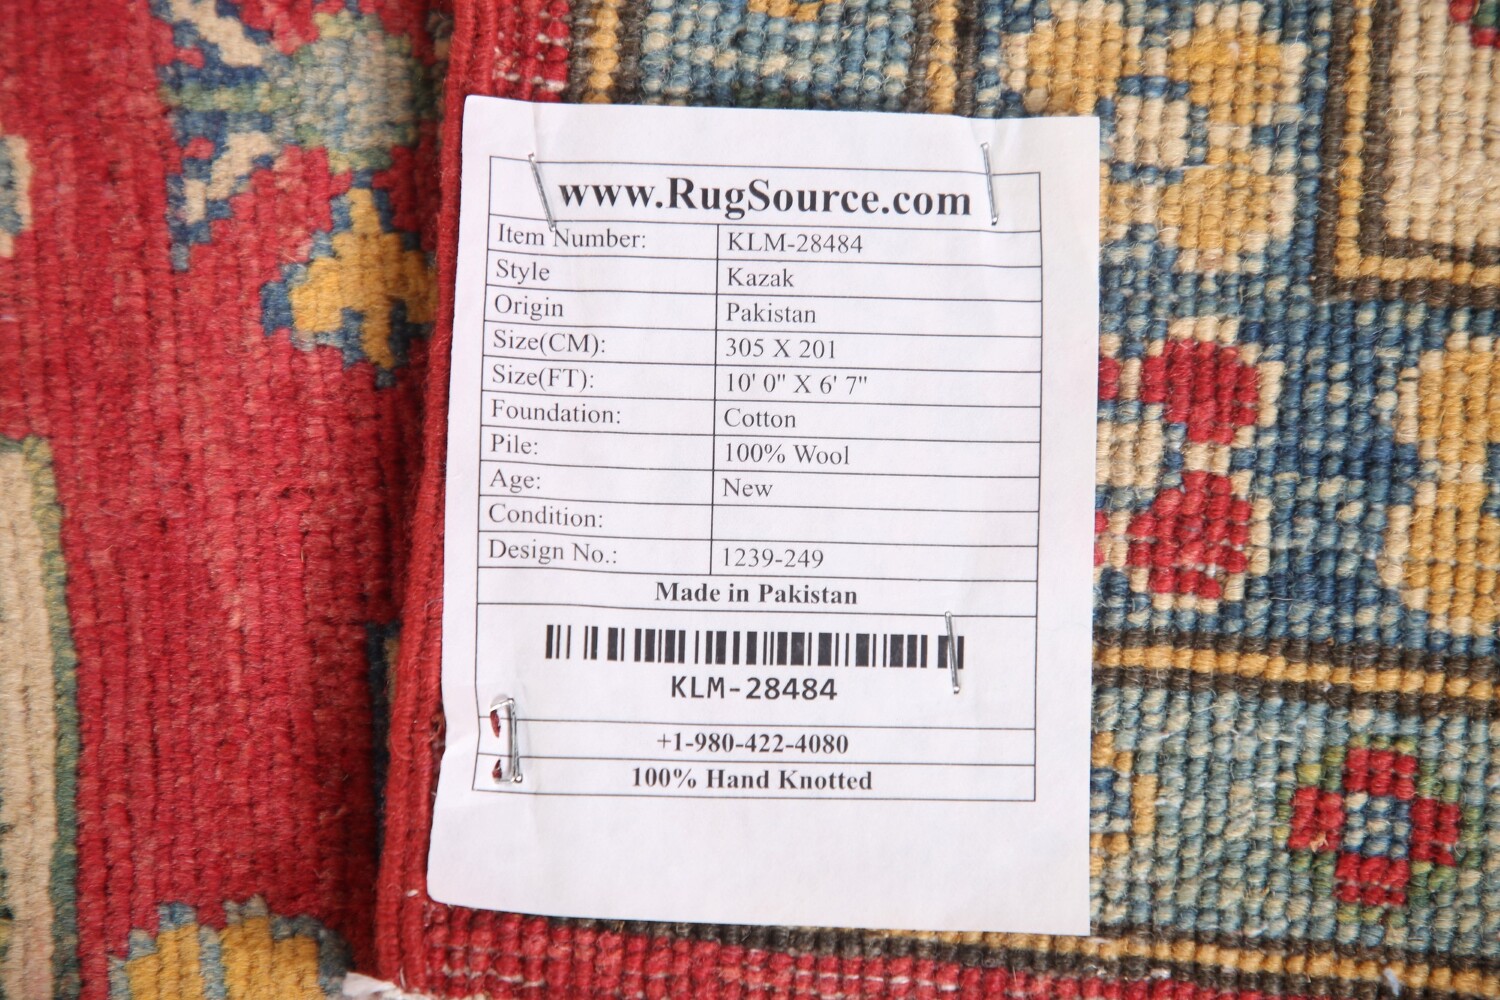 www.RugSource.com
Item Number: KLM-28484
Style Kazak
Origin Pakistan
Size(CM): 305 X 201
Size(FT): 10' 0" X 6' 7"
Foundation: Cotton
Pile: 100% Wool
Age: New
Condition:
Design No.: 1239-249
Made in Pakistan
KLM-28484
+1-980-422-4080
100% Hand Knotted